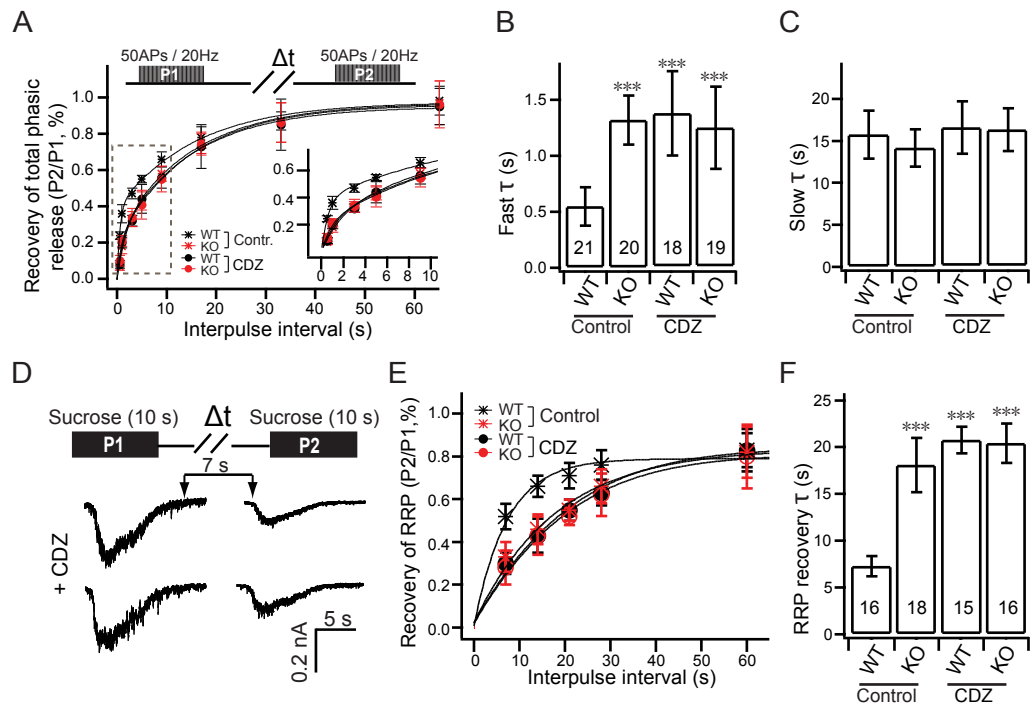 A
50APs / 20Hz
Δt
50APs / 20Hz
P1
P2
Recovery of total phasic
release (P2/P1, %)
1.0
0.8
0.6
0.4
0.2
0.0
0.6
0.4
0.2
0 2 4 6 8 10
WT
KO
Contr.
WT
KO
CDZ
0 10 20 30 40 50 60
Interpulse interval (s)
B
Fast τ (s)
1.5
1.0
0.5
0.0
***
***
***
21
20
18
19
WT KO WT KO
Control CDZ
C
Slow τ (s)
20
15
10
5
0
WT KO WT KO
Control CDZ
D
Sucrose (10 s)
Δt
Sucrose (10 s)
P1
P2
7 s
+ CDZ
0.2 nA
5 s
E
Recovery of RRP (P2/P1,%)
1.0
0.8
0.6
0.4
0.2
0.0
WT
KO
Control
WT
KO
CDZ
0 10 20 30 40 50 60
Interpulse interval (s)
F
RRP recovery τ (s)
25
20
15
10
5
0
***
***
***
16
18
15
16
WT KO WT KO
Control CDZ